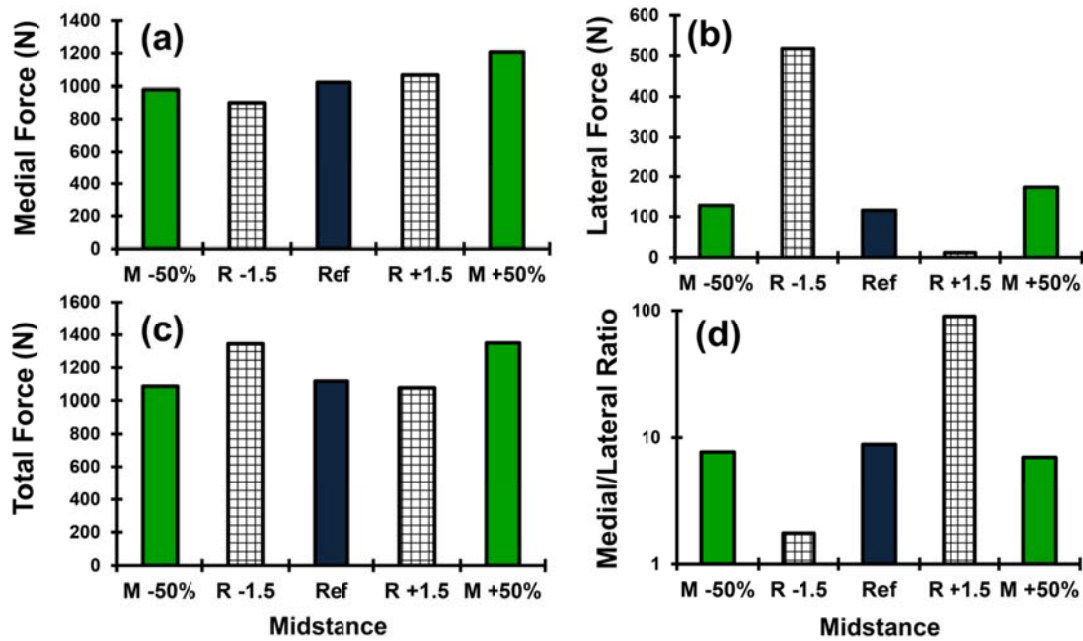 (a)
Medial Force (N)
1400
1200
1000
800
600
400
200
0
M -50% R -1.5 Ref R +1.5 M +50%
(b)
Lateral Force (N)
600
500
400
300
200
100
0
M -50% R -1.5 Ref R +1.5 M +50%
(c)
Total Force (N)
1600
1400
1200
1000
800
600
400
200
0
M -50% R -1.5 Ref R +1.5 M +50%
Midstance
(d)
Medial/Lateral Ratio
100
10
1
M -50% R -1.5 Ref R +1.5 M +50%
Midstance